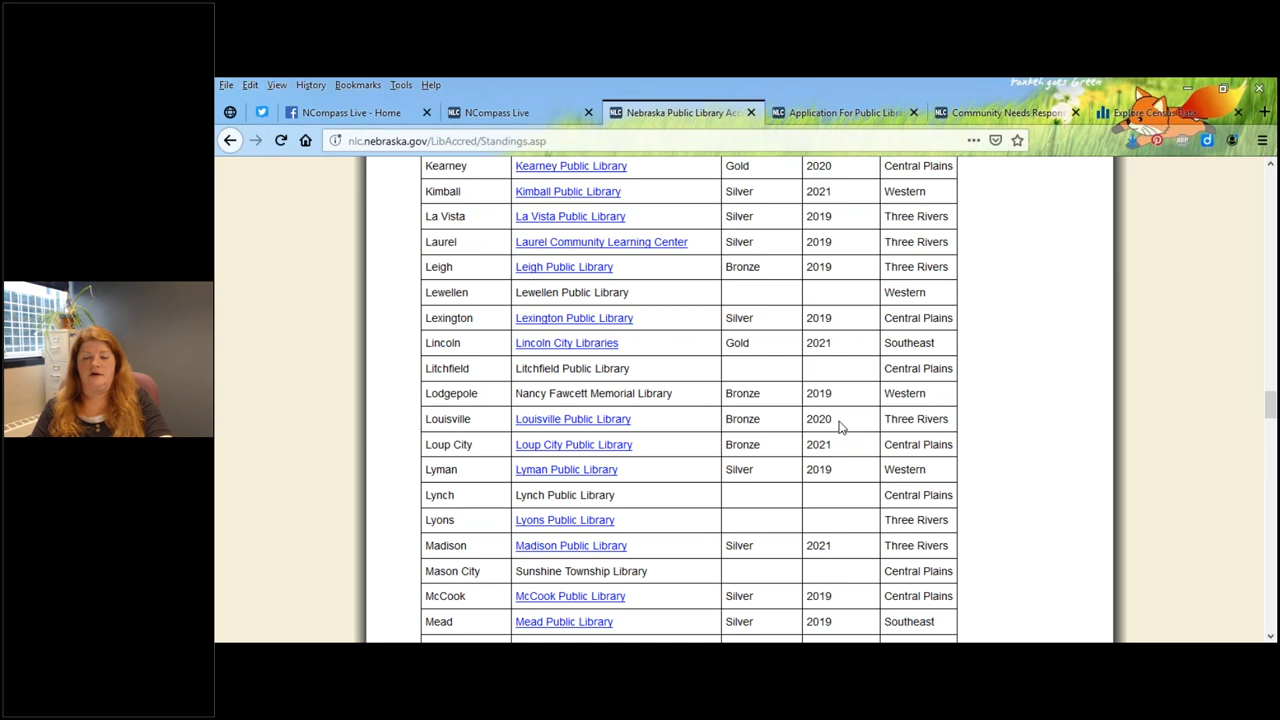 Foxkeh goes Green
File Edit View History Bookmarks Tools Help
NCompass Live - Home NCompass Live Nebraska Public Library Acc Application For Public Libr Community Needs Respon Explore Census Data
nlc.nebraska.gov/LibAccred/Standings.asp
Kearney Kearney Public Library Gold 2020 Central Plains
Kimball Kimball Public Library Silver 2021 Western
La Vista La Vista Public Library Silver 2019 Three Rivers
Laurel Laurel Community Learning Center Silver 2019 Three Rivers
Leigh Leigh Public Library Bronze 2019 Three Rivers
Lewellen Lewellen Public Library Western
Lexington Lexington Public Library Silver 2019 Central Plains
Lincoln Lincoln City Libraries Gold 2021 Southeast
Litchfield Litchfield Public Library Central Plains
Lodgepole Nancy Fawcett Memorial Library Bronze 2019 Western
Louisville Louisville Public Library Bronze 2020 Three Rivers
Loup City Loup City Public Library Bronze 2021 Central Plains
Lyman Lyman Public Library Silver 2019 Western
Lynch Lynch Public Library Central Plains
Lyons Lyons Public Library Three Rivers
Madison Madison Public Library Silver 2021 Three Rivers
Mason City Sunshine Township Library Central Plains
McCook McCook Public Library Silver 2019 Central Plains
Mead Mead Public Library Silver 2019 Southeast